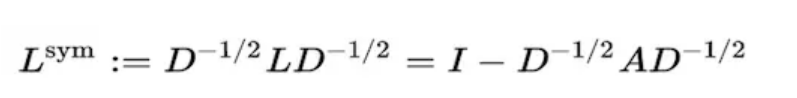 L^sym := D^−1/2 L D^−1/2 = I − D^−1/2 A D^−1/2